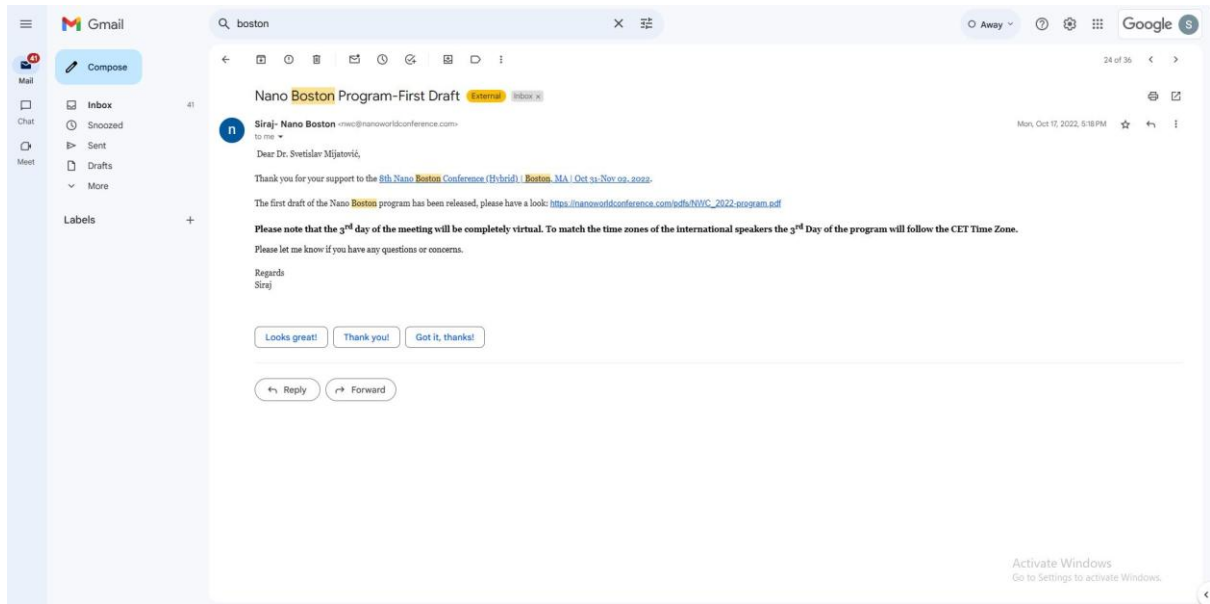 Gmail
boston
Away
Google S
41
Mail
Chat
Meet
Compose
Inbox 41
Snoozed
Sent
Drafts
More
Labels +
24 of 36
Nano Boston Program-First Draft External Inbox x
n
Siraj- Nano Boston <nwc@nanoworldconference.com>
Mon, Oct 17, 2022, 5:18 PM
to me
Dear Dr. Svetislav Mijatović,
Thank you for your support to the 8th Nano Boston Conference (Hybrid) | Boston, MA | Oct 31-Nov 02, 2022.
The first draft of the Nano Boston program has been released, please have a look: https://nanoworldconference.com/pdfs/NWC_2022-program.pdf
Please note that the 3rd day of the meeting will be completely virtual. To match the time zones of the international speakers the 3rd Day of the program will follow the CET Time Zone.
Please let me know if you have any questions or concerns.
Regards
Siraj
Looks great! Thank you! Got it, thanks!
Reply Forward
Activate Windows
Go to Settings to activate Windows.